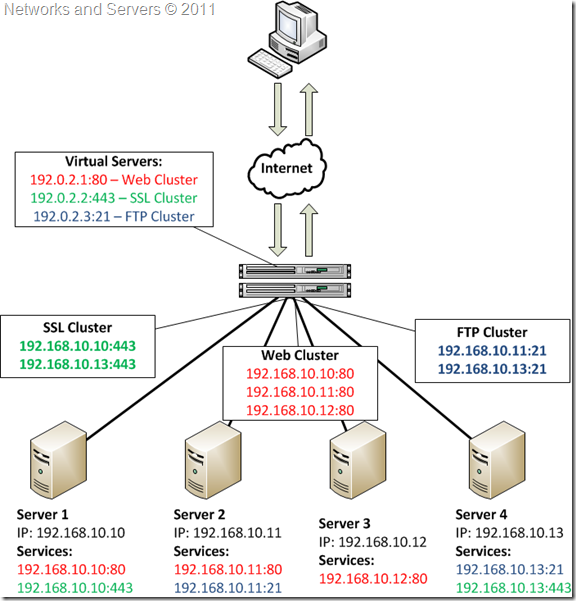 Networks and Servers © 2011
Internet
Virtual Servers:
192.0.2.1:80 – Web Cluster
192.0.2.2:443 – SSL Cluster
192.0.2.3:21 – FTP Cluster
SSL Cluster
192.168.10.10:443
192.168.10.13:443
Web Cluster
192.168.10.10:80
192.168.10.11:80
192.168.10.12:80
FTP Cluster
192.168.10.11:21
192.168.10.13:21
Server 1
IP: 192.168.10.10
Services:
192.168.10.10:80
192.168.10.10:443
Server 2
IP: 192.168.10.11
Services:
192.168.10.11:80
192.168.10.11:21
Server 3
IP: 192.168.10.12
Services:
192.168.10.12:80
Server 4
IP: 192.168.10.13
Services:
192.168.10.13:21
192.168.10.13:443